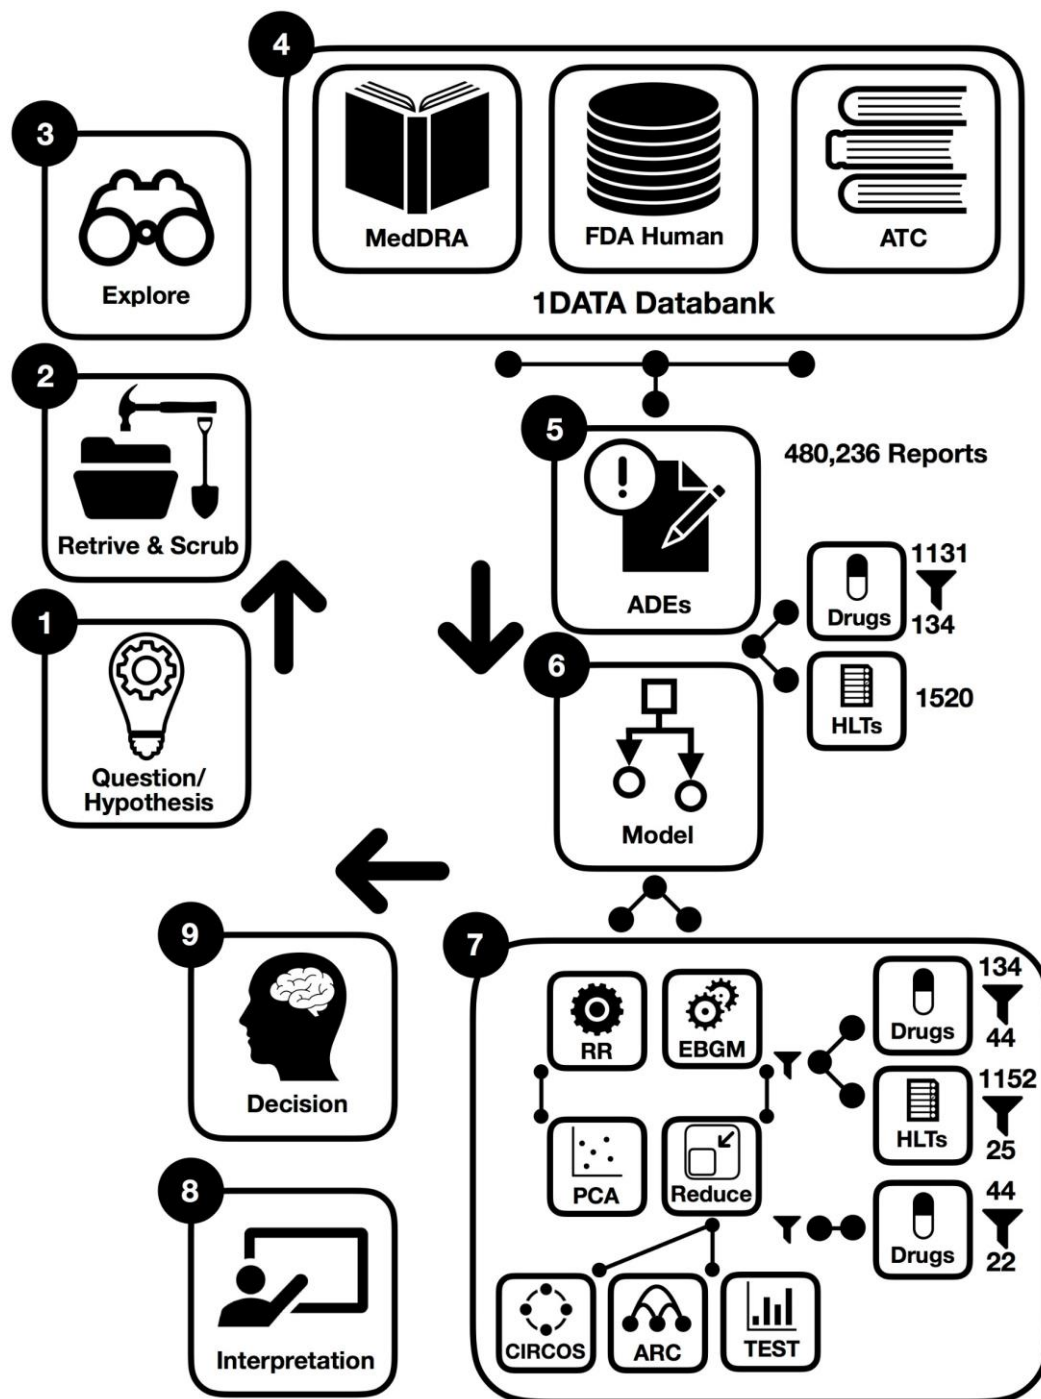 4
MedDRA
FDA Human
ATC
1DATA Databank
3
Explore
2
Retrive & Scrub
1
Question/
Hypothesis
5
ADEs
480,236 Reports
Drugs
1131
134
HLTs
1520
6
Model
7
RR
EBGM
Drugs
134
44
HLTs
1152
25
PCA
Reduce
Drugs
44
22
CIRCOS
ARC
TEST
9
Decision
8
Interpretation